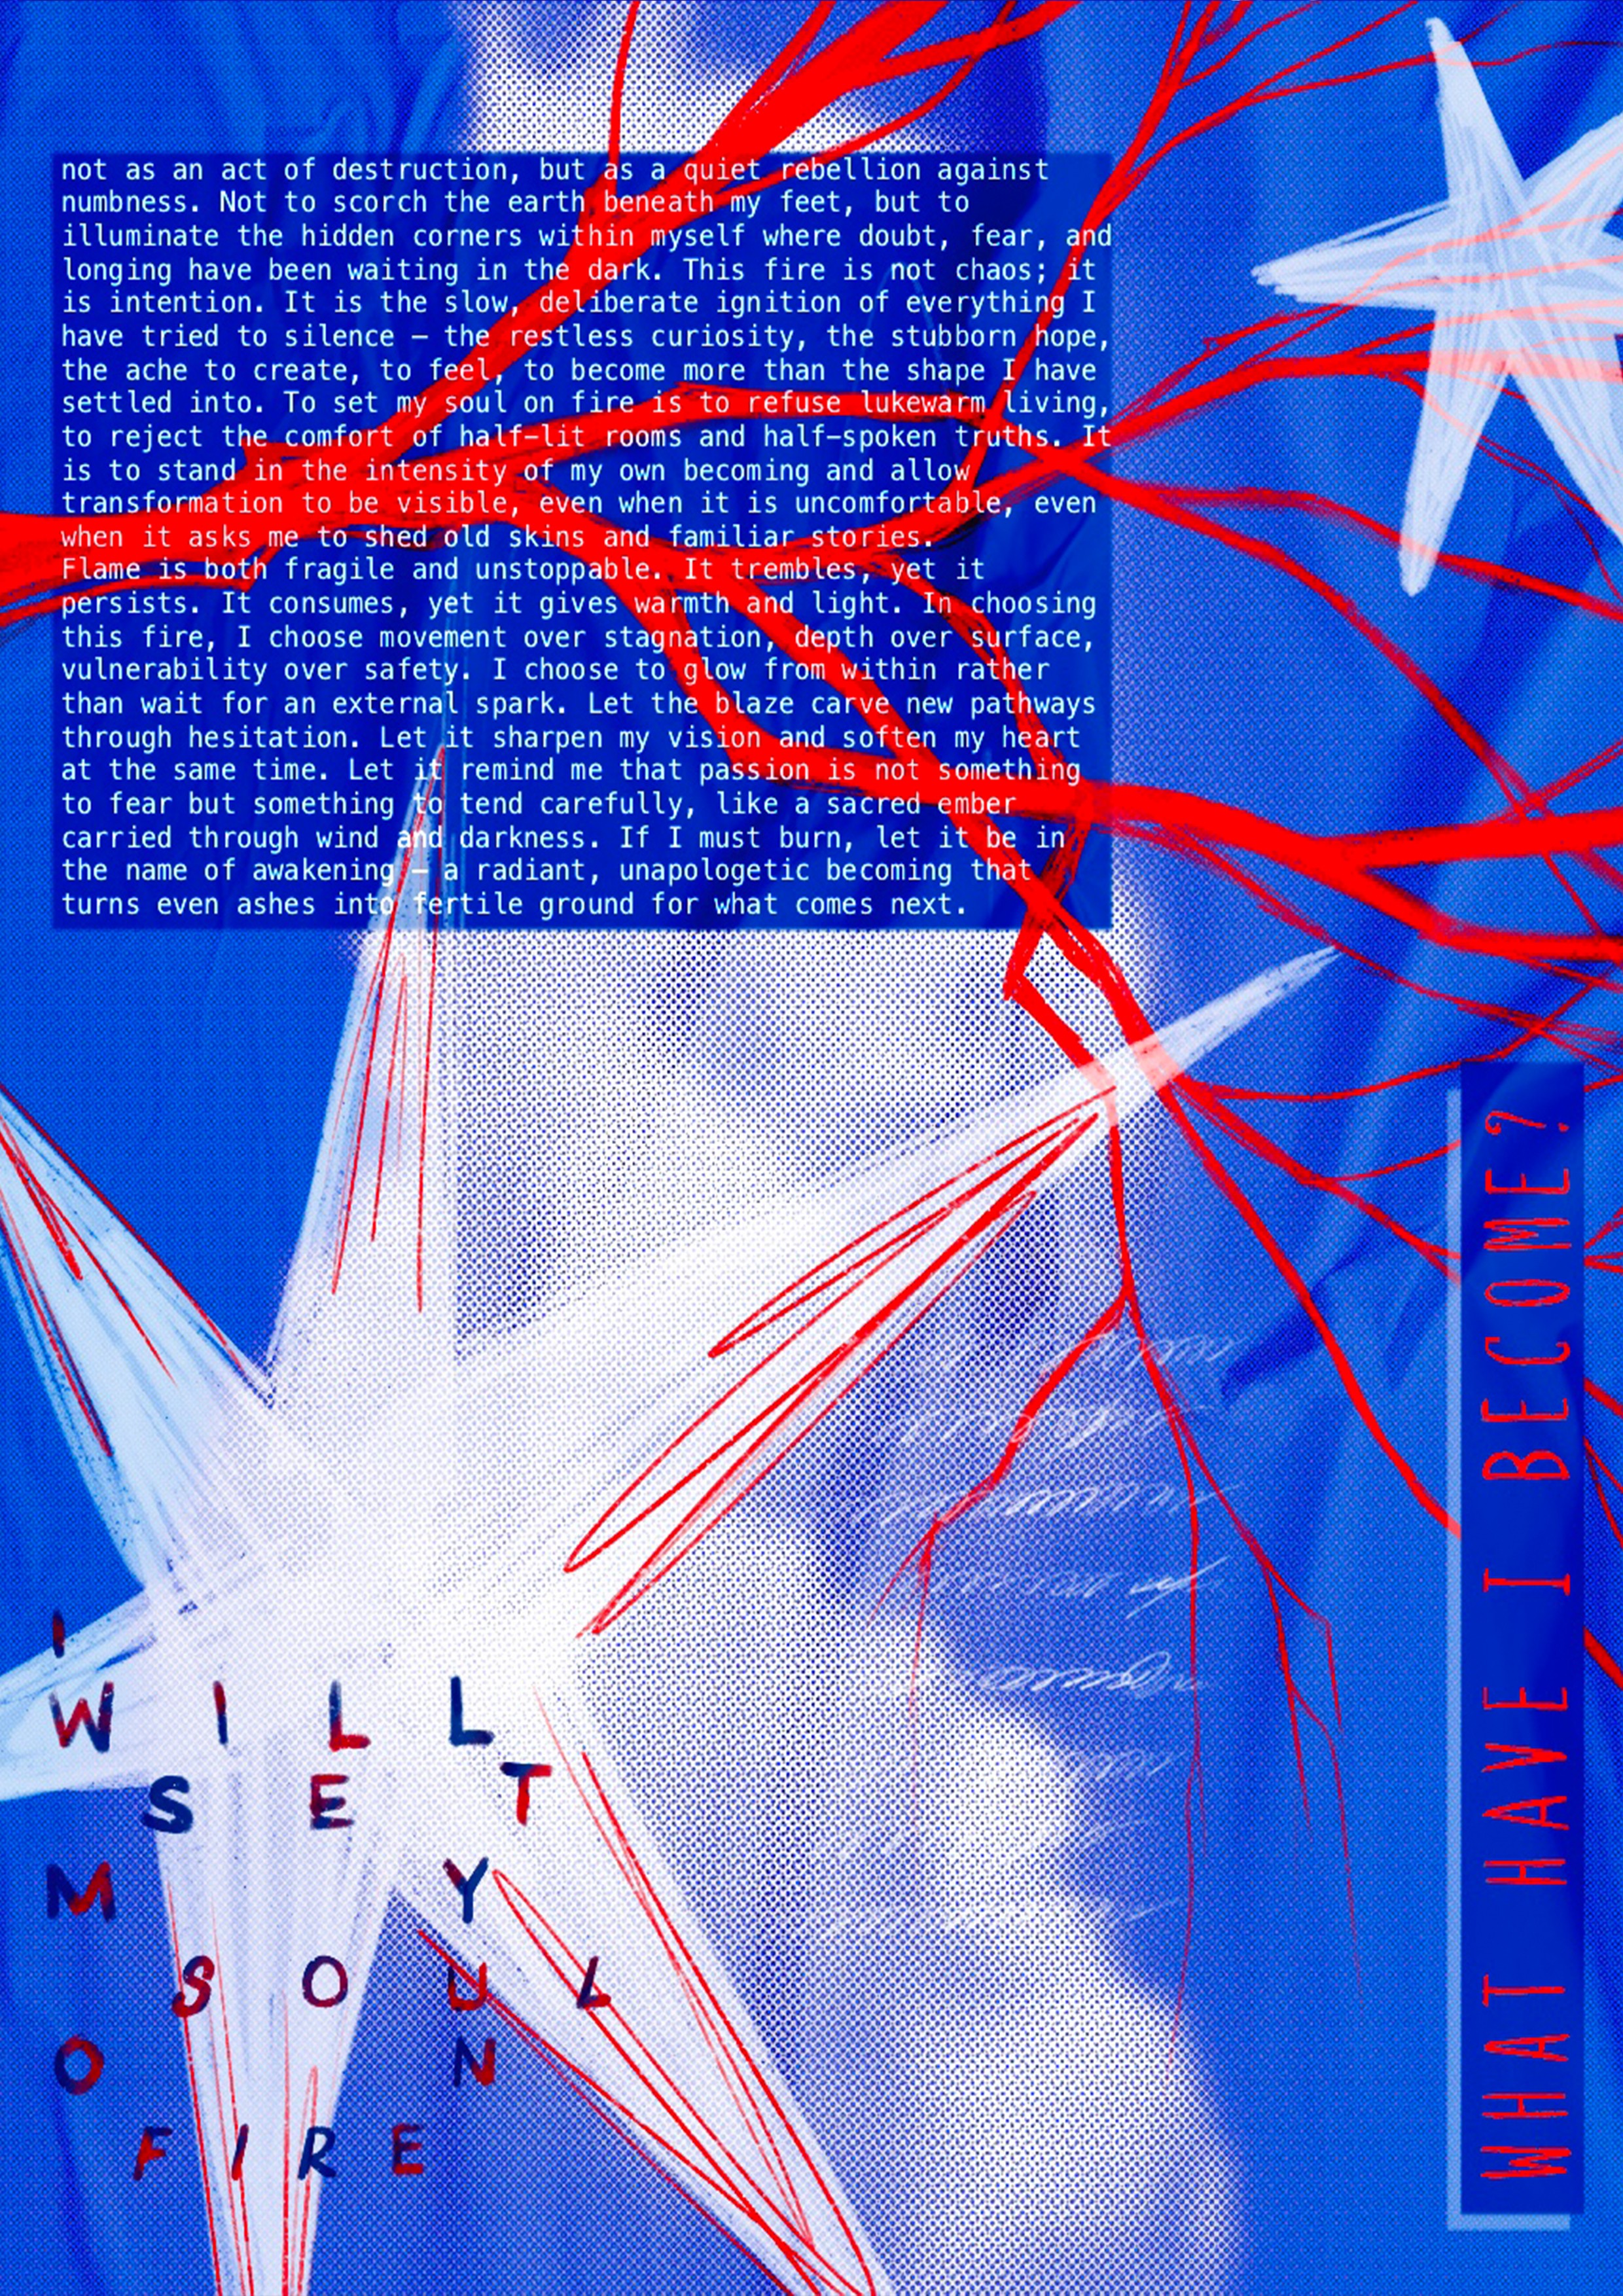 not as an act of destruction, but as a quiet rebellion against
numbness. Not to scorch the earth beneath my feet, but to
illuminate the hidden corners within myself where doubt, fear, and
longing have been waiting in the dark. This fire is not chaos; it
is intention. It is the slow, deliberate ignition of everything I
have tried to silence — the restless curiosity, the stubborn hope,
the ache to create, to feel, to become more than the shape I have
settled into. To set my soul on fire is to refuse lukewarm living,
to reject the comfort of half-lit rooms and half-spoken truths. It
is to stand in the intensity of my own becoming and allow
transformation to be visible, even when it is uncomfortable, even
when it asks me to shed old skins and familiar stories.
Flame is both fragile and unstoppable. It trembles, yet it
persists. It consumes, yet it gives warmth and light. In choosing
this fire, I choose movement over stagnation, depth over surface,
vulnerability over safety. I choose to glow from within rather
than wait for an external spark. Let the blaze carve new pathways
through hesitation. Let it sharpen my vision and soften my heart
at the same time. Let it remind me that passion is not something
to fear but something to tend carefully, like a sacred ember
carried through wind and darkness. If I must burn, let it be in
the name of awakening — a radiant, unapologetic becoming that
turns even ashes into fertile ground for what comes next.
I
WILL
SET
MY
SOUL
ON
FIRE
WHAT HAVE I BECOME?